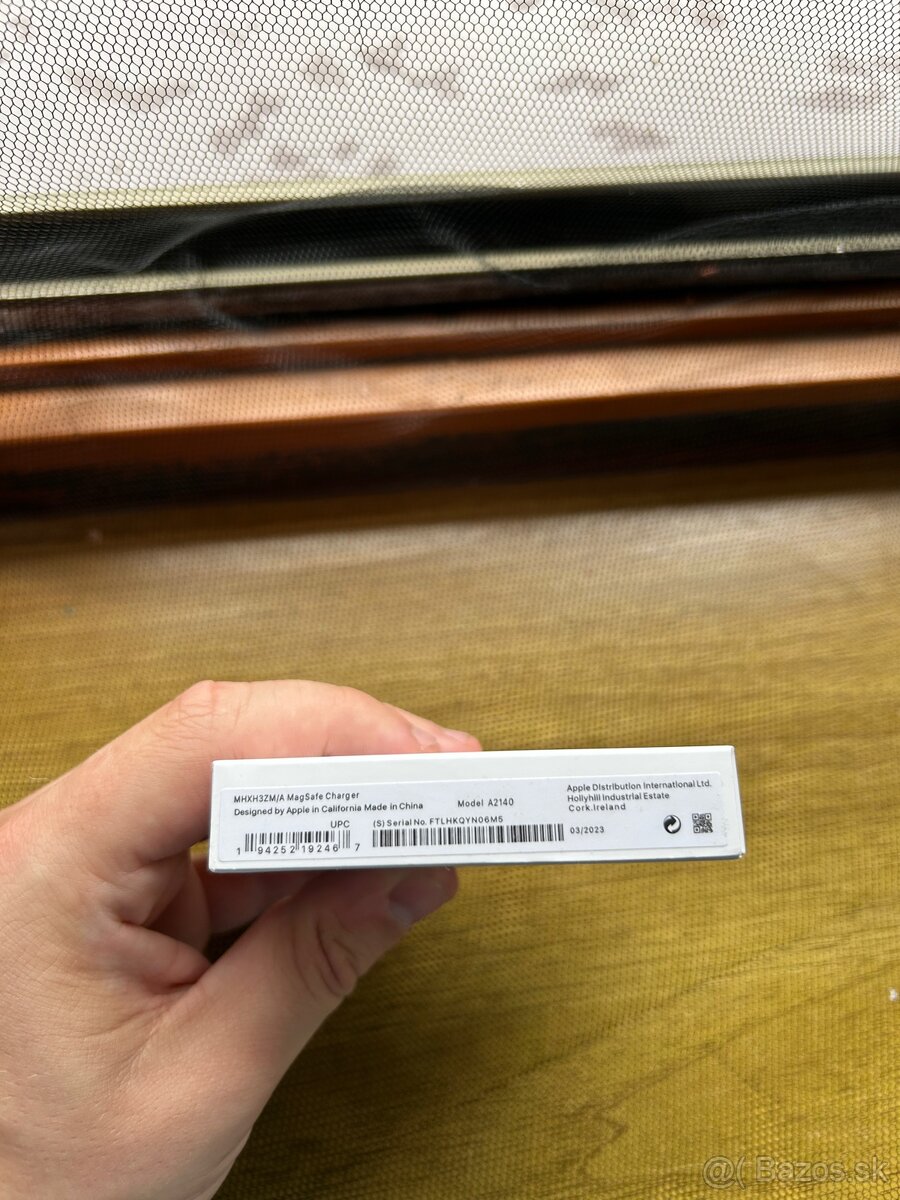 MHXH3ZM/A MagSafe Charger
Designed by Apple in California Made in China
Model A2140
Apple Distribution International Ltd.
Hollyhill Industrial Estate
Cork.Ireland
UPC
1 94252 19246 7
(S) Serial No. FTLHKQYN06M5
03/2023
@( Bazos.sk